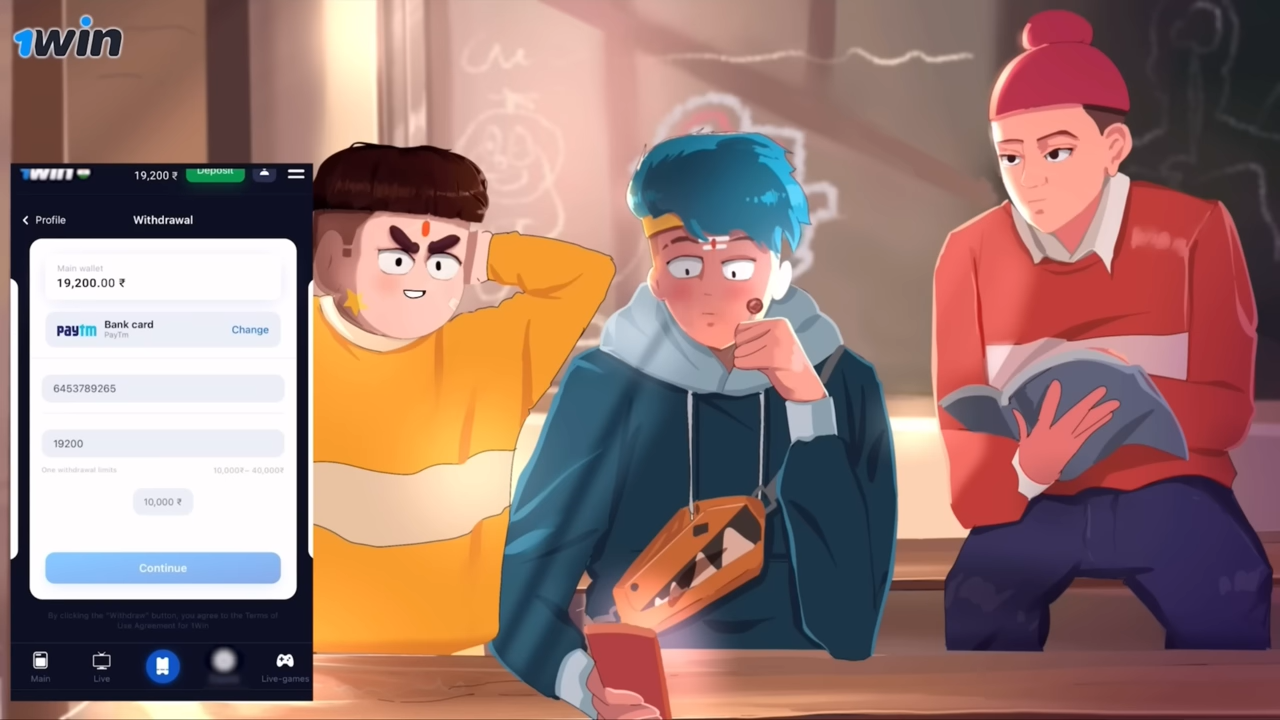 1win
1win
19,200 ₹
Deposit
Profile
Withdrawal
Main wallet
19,200.00 ₹
paytm
Bank card
PayTm
Change
6453789265
19200
One withdrawal limits
10,000₹– 40,000₹
10,000 ₹
Continue
By clicking the "Withdraw" button, you agree to the Terms of
Use Agreement for 1Win
Main
Live
Live-games